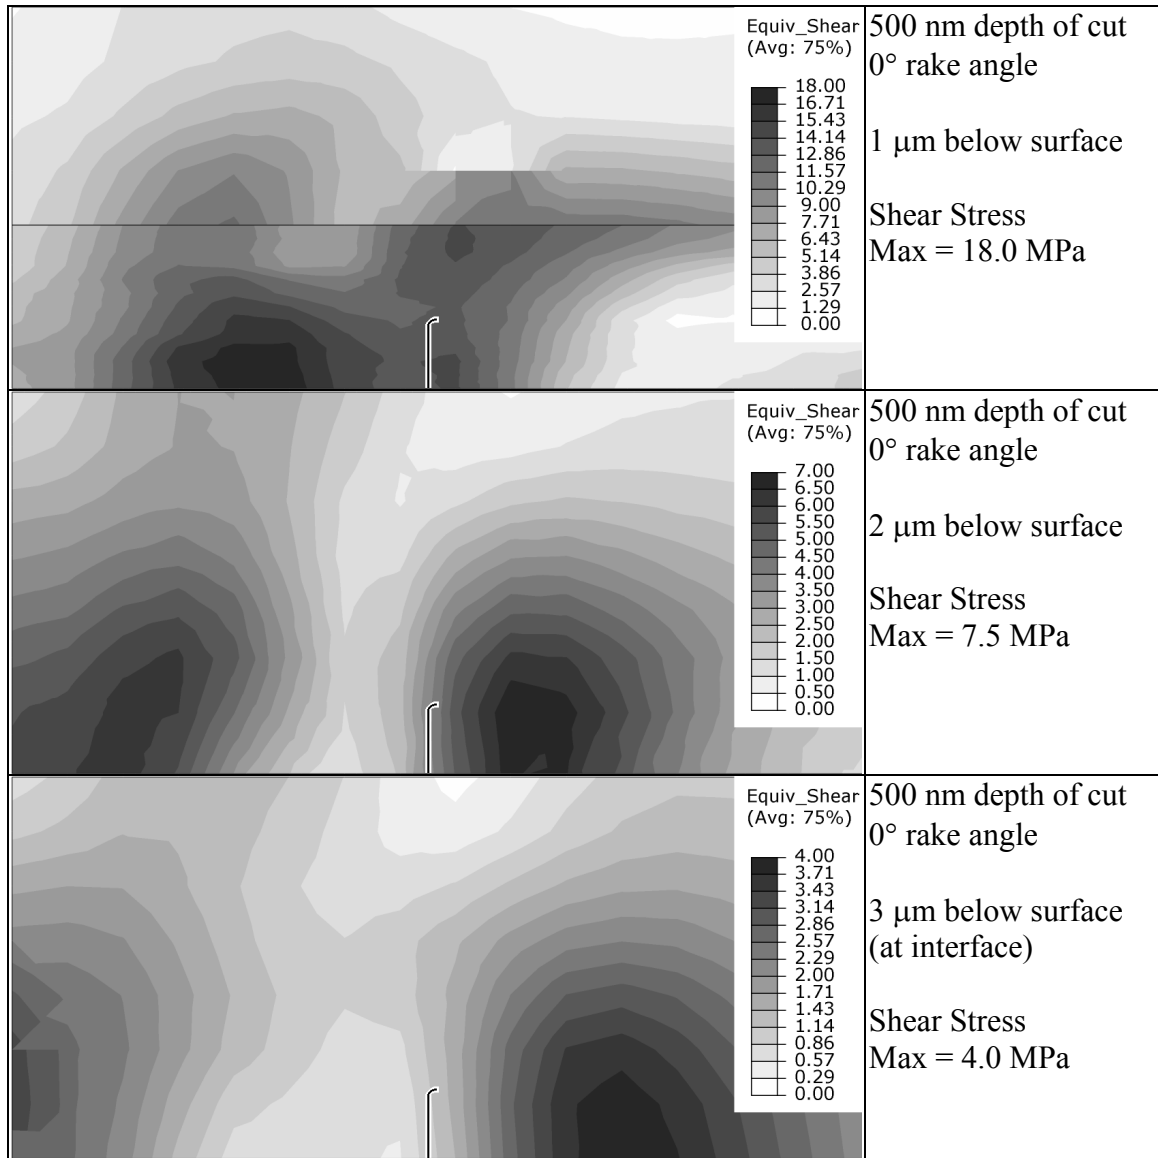 Equiv_Shear
(Avg: 75%)
18.00
16.71
15.43
14.14
12.86
11.57
10.29
9.00
7.71
6.43
5.14
3.86
2.57
1.29
0.00
500 nm depth of cut
0° rake angle
1 μm below surface
Shear Stress
Max = 18.0 MPa
Equiv_Shear
(Avg: 75%)
7.00
6.50
6.00
5.50
5.00
4.50
4.00
3.50
3.00
2.50
2.00
1.50
1.00
0.50
0.00
500 nm depth of cut
0° rake angle
2 μm below surface
Shear Stress
Max = 7.5 MPa
Equiv_Shear
(Avg: 75%)
4.00
3.71
3.43
3.14
2.86
2.57
2.29
2.00
1.71
1.43
1.14
0.86
0.57
0.29
0.00
500 nm depth of cut
0° rake angle
3 μm below surface
(at interface)
Shear Stress
Max = 4.0 MPa